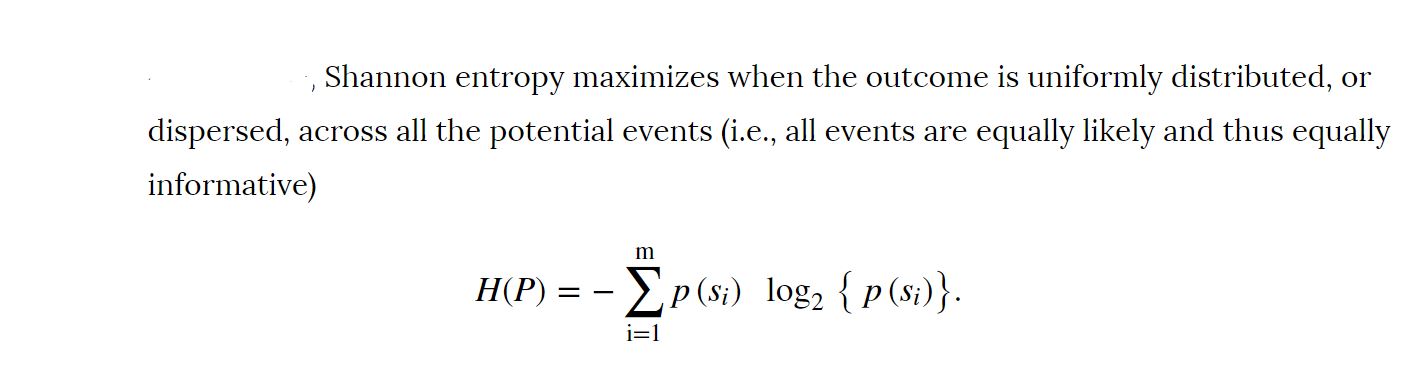 , Shannon entropy maximizes when the outcome is uniformly distributed, or
dispersed, across all the potential events (i.e., all events are equally likely and thus equally
informative)
m
H(P) = − ∑ p (sᵢ) log₂ { p (sᵢ)}.
i=1